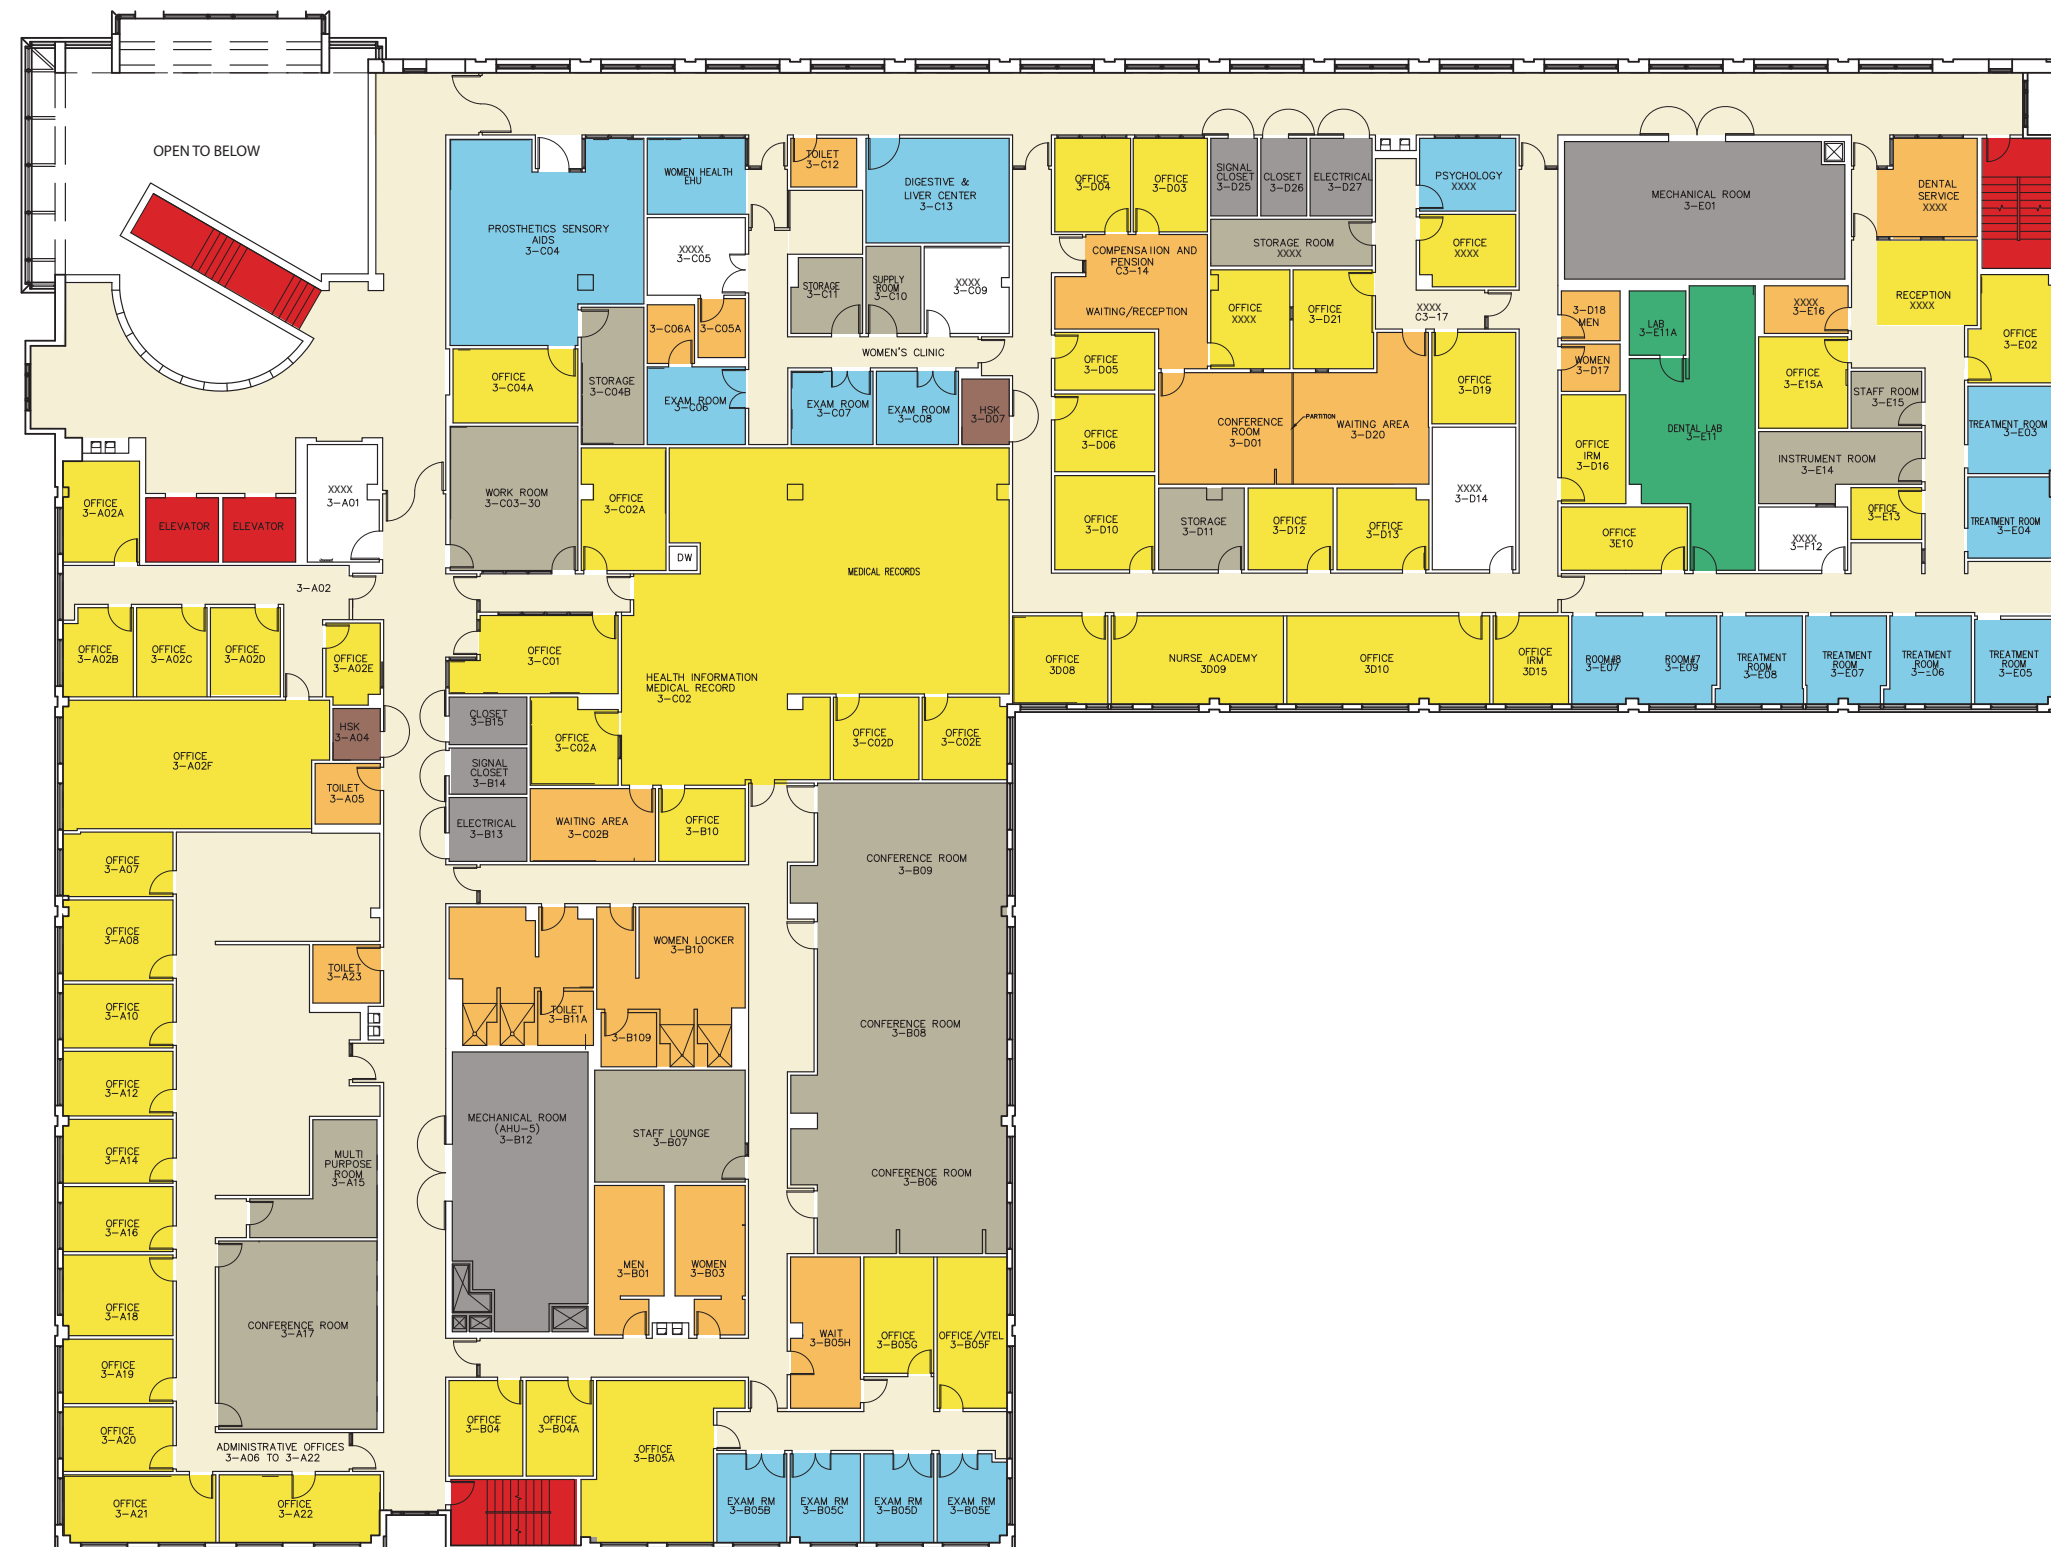 OPEN TO BELOW
PROSTHETICS SENSORY
AIDS
3-C04
WOMEN HEALTH
EHU
TOILET
3-C12
DIGESTIVE &
LIVER CENTER
3-C13
XXXX
3-C05
STORAGE
3-C11
SUPPLY
ROOM
3-C10
XXXX
3-C09
3-C06A
3-C05A
WOMEN'S CLINIC
OFFICE
3-C04A
STORAGE
3-C04B
EXAM ROOM
3-C06
EXAM ROOM
3-C07
EXAM ROOM
3-C08
HSK
3-D07
OFFICE
3-D04
OFFICE
3-D03
SIGNAL
CLOSET
3-D25
CLOSET
3-D26
ELECTRICAL
3-D27
PSYCHOLOGY
XXXX
OFFICE
XXXX
STORAGE ROOM
XXXX
COMPENSATION AND
PENSION
C3-14
WAITING/RECEPTION
OFFICE
XXXX
OFFICE
3-D21
XXXX
C3-17
OFFICE
3-D05
OFFICE
3-D06
OFFICE
3-D10
CONFERENCE
ROOM
3-D01
PARTITION
WAITING AREA
3-D20
OFFICE
3-D19
XXXX
3-D14
STORAGE
3-D11
OFFICE
3-D12
OFFICE
3-D13
MECHANICAL ROOM
3-E01
DENTAL
SERVICE
XXXX
RECEPTION
XXXX
3-D18
MEN
WOMEN
3-D17
LAB
3-E11A
XXXX
3-E16
OFFICE
3-E15A
STAFF ROOM
3-E15
OFFICE
3-E02
OFFICE
IRM
3-D16
DENTAL LAB
3-E11
INSTRUMENT ROOM
3-E14
TREATMENT ROOM
3-E03
TREATMENT ROOM
3-E04
OFFICE
3-E13
OFFICE
3E10
XXXX
3-F12
OFFICE
3D08
NURSE ACADEMY
3D09
OFFICE
3D10
OFFICE
IRM
3D15
ROOM#8
3-E07
ROOM#7
3-E09
TREATMENT
ROOM
3-E08
TREATMENT
ROOM
3-E07
TREATMENT
ROOM
3-E06
TREATMENT
ROOM
3-E05
OFFICE
3-A02A
ELEVATOR
ELEVATOR
XXXX
3-A01
3-A02
WORK ROOM
3-C03-30
OFFICE
3-C02A
DW
MEDICAL RECORDS
OFFICE
3-A02B
OFFICE
3-A02C
OFFICE
3-A02D
OFFICE
3-A02E
OFFICE
3-C01
HEALTH INFORMATION
MEDICAL RECORD
3-C02
HSK
3-A04
OFFICE
3-A02F
TOILET
3-A05
CLOSET
3-B15
SIGNAL
CLOSET
3-B14
ELECTRICAL
3-B13
OFFICE
3-C02A
OFFICE
3-C02D
OFFICE
3-C02E
WAITING AREA
3-C02B
OFFICE
3-B10
OFFICE
3-A07
OFFICE
3-A08
OFFICE
3-A10
OFFICE
3-A12
OFFICE
3-A14
OFFICE
3-A16
OFFICE
3-A18
OFFICE
3-A19
OFFICE
3-A20
TOILET
3-A23
WOMEN LOCKER
3-B10
TOILET
3-B11A
3-B109
CONFERENCE ROOM
3-B09
CONFERENCE ROOM
3-B08
CONFERENCE ROOM
3-B06
MECHANICAL ROOM
(AHU-5)
3-B12
STAFF LOUNGE
3-B07
MULTI
PURPOSE
ROOM
3-A15
CONFERENCE ROOM
3-A17
MEN
3-B01
WOMEN
3-B03
WAIT
3-B05H
OFFICE
3-B05G
OFFICE/VTEL
3-B05F
ADMINISTRATIVE OFFICES
3-A06 TO 3-A22
OFFICE
3-A21
OFFICE
3-A22
OFFICE
3-B04
OFFICE
3-B04A
OFFICE
3-B05A
EXAM RM
3-B05B
EXAM RM
3-B05C
EXAM RM
3-B05D
EXAM RM
3-B05E